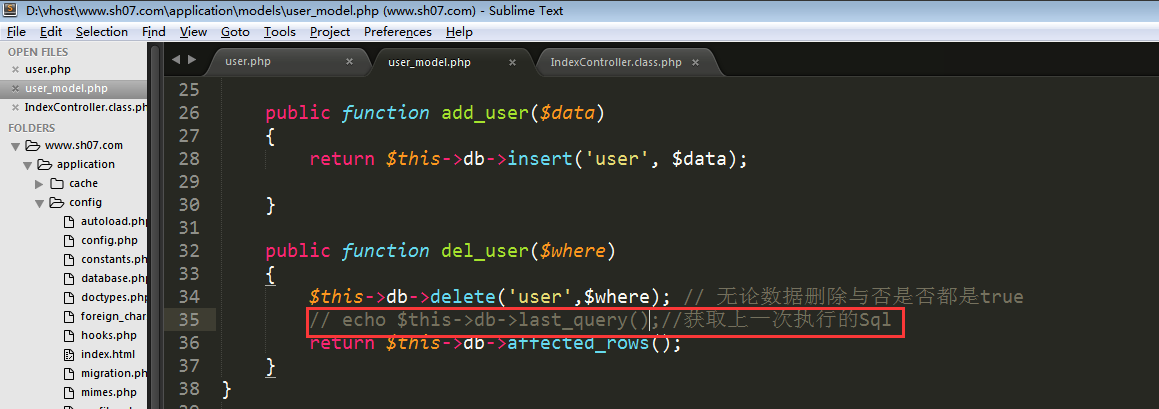 D:\vhost\www.sh07.com\application\models\user_model.php (www.sh07.com) - Sublime Text
File Edit Selection Find View Goto Tools Project Preferences Help
OPEN FILES
user.php
user_model.php
IndexController.class.ph
FOLDERS
www.sh07.com
application
cache
config
autoload.php
config.php
constants.ph
database.php
doctypes.php
foreign_char
hooks.php
index.html
migration.ph
mimes.php
user.php
user_model.php
IndexController.class.php
25
26 public function add_user($data)
27 {
28 return $this->db->insert('user', $data);
29
30 }
31
32 public function del_user($where)
33 {
34 $this->db->delete('user',$where); // 无论数据删除与否是否都是true
35 // echo $this->db->last_query();//获取上一次执行的Sql
36 return $this->db->affected_rows();
37 }
38 }